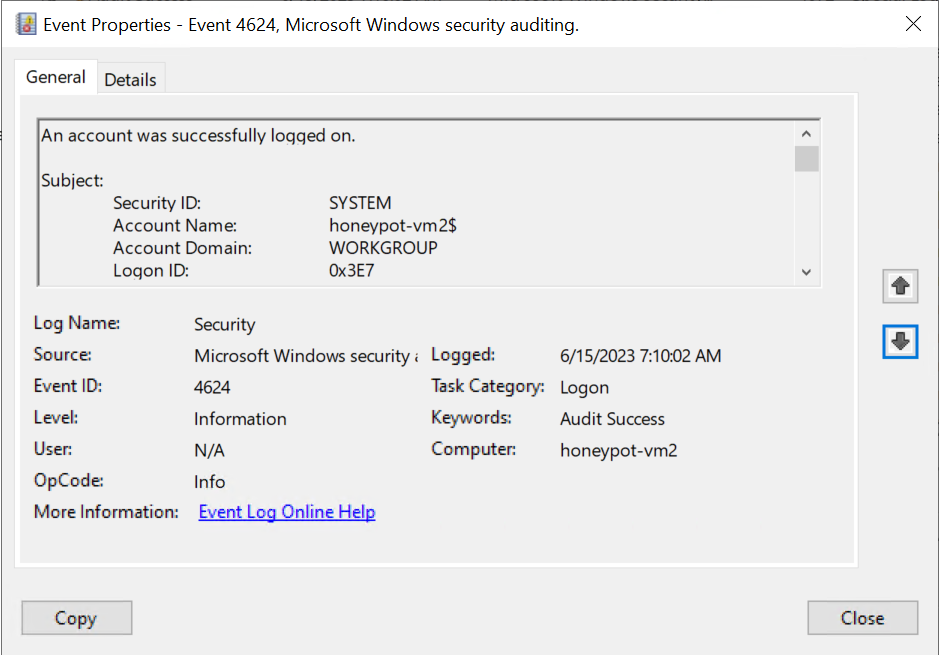 Event Properties - Event 4624, Microsoft Windows security auditing.
General Details
An account was successfully logged on.
Subject:
Security ID: SYSTEM
Account Name: honeypot-vm2$
Account Domain: WORKGROUP
Logon ID: 0x3E7
Log Name: Security
Source: Microsoft Windows security Logged: 6/15/2023 7:10:02 AM
Event ID: 4624 Task Category: Logon
Level: Information Keywords: Audit Success
User: N/A Computer: honeypot-vm2
OpCode: Info
More Information: Event Log Online Help
Copy Close